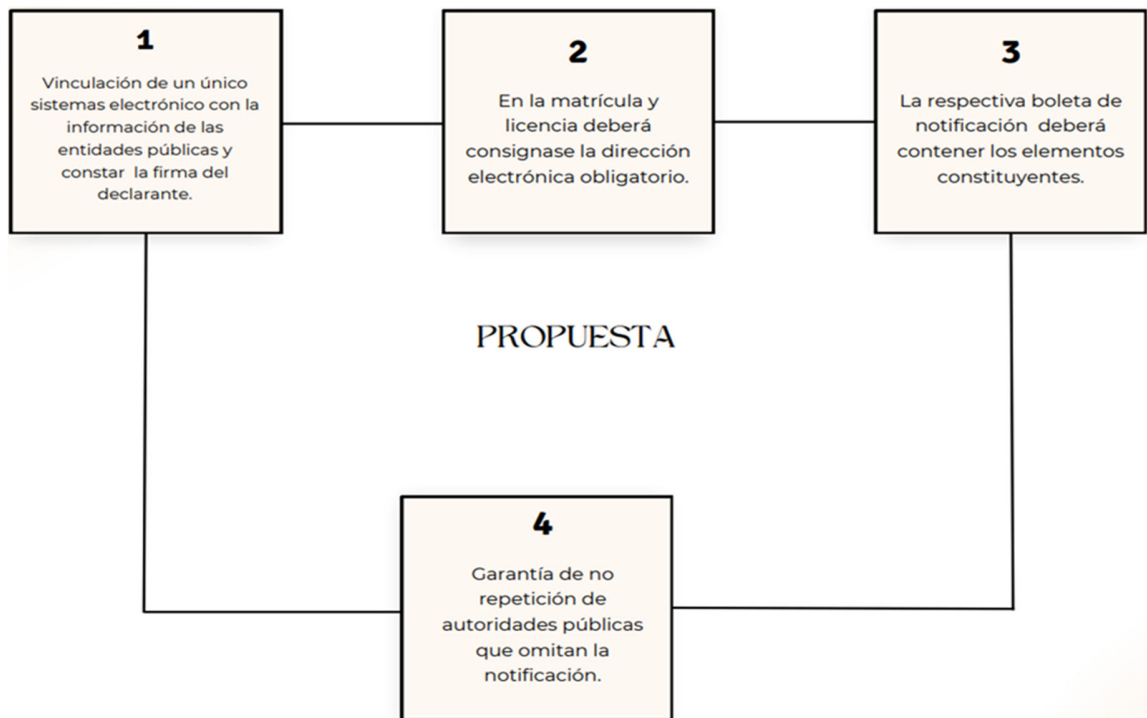 1
Vinculación de un único
sistemas electrónico con la
información de las
entidades públicas y
constar la firma del
declarante.
2
En la matrícula y
licencia deberá
consignase la dirección
electrónica obligatorio.
3
La respectiva boleta de
notificación deberá
contener los elementos
constituyentes.
PROPUESTA
4
Garantía de no
repetición de
autoridades públicas
que omitan la
notificación.